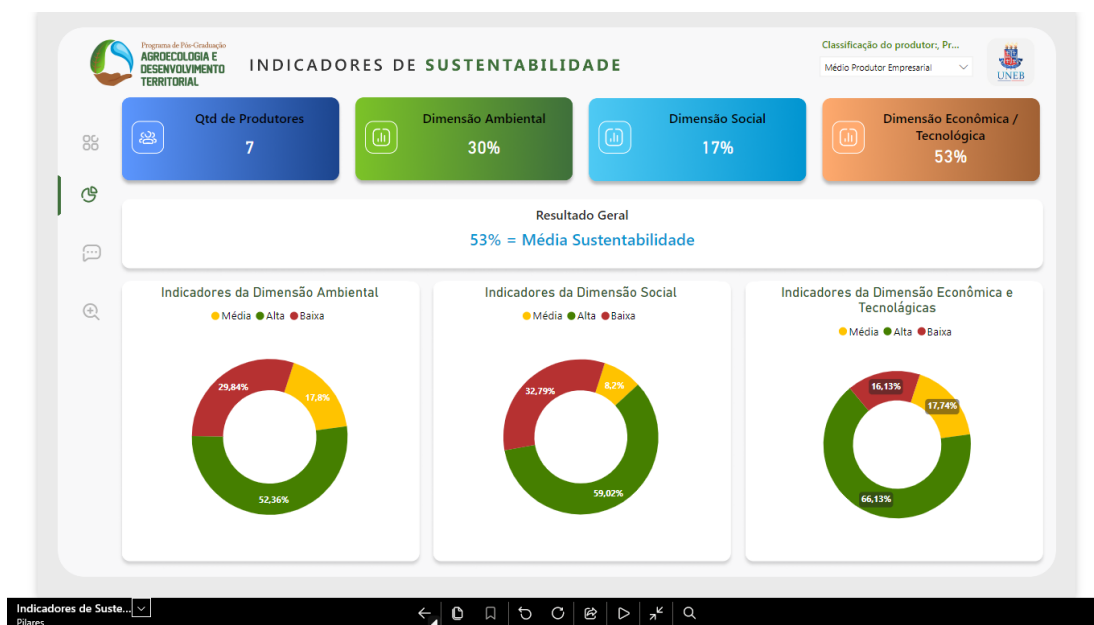 Programa de Pós-Graduação
AGROECOLOGIA E
DESENVOLVIMENTO
TERRITORIAL
INDICADORES DE SUSTENTABILIDADE
Classificação do produtor:, Pr...
Médio Produtor Empresarial
UNEB
Qtd de Produtores
7
Dimensão Ambiental
30%
Dimensão Social
17%
Dimensão Econômica /
Tecnológica
53%
Resultado Geral
53% = Média Sustentabilidade
Indicadores da Dimensão Ambiental
Média Alta Baixa
29,84%
17,8%
52,36%
Indicadores da Dimensão Social
Média Alta Baixa
32,79%
8,2%
59,02%
Indicadores da Dimensão Econômica e
Tecnolágicas
Média Alta Baixa
16,13%
17,74%
66,13%
Indicadores de Suste...
Pilares